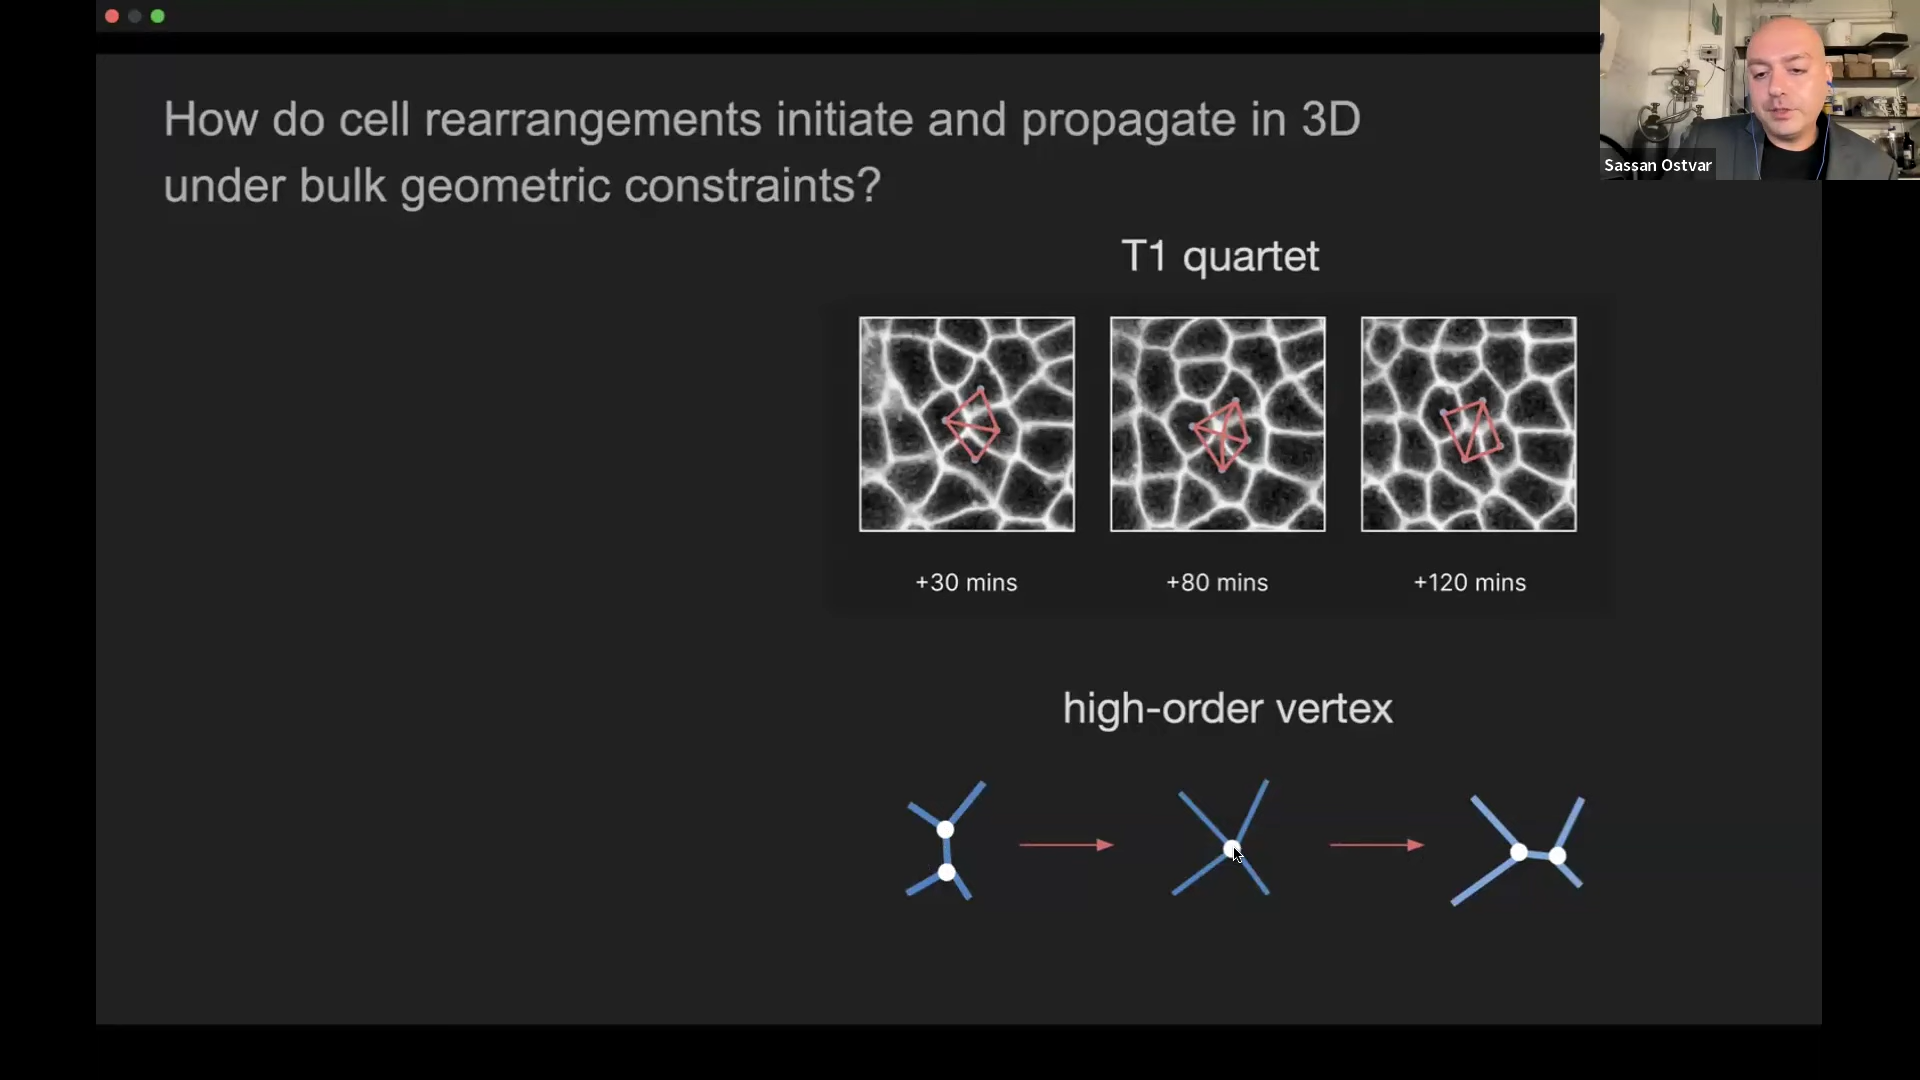 How do cell rearrangements initiate and propagate in 3D
under bulk geometric constraints?
Sassan Ostvar
T1 quartet
+30 mins
+80 mins
+120 mins
high-order vertex